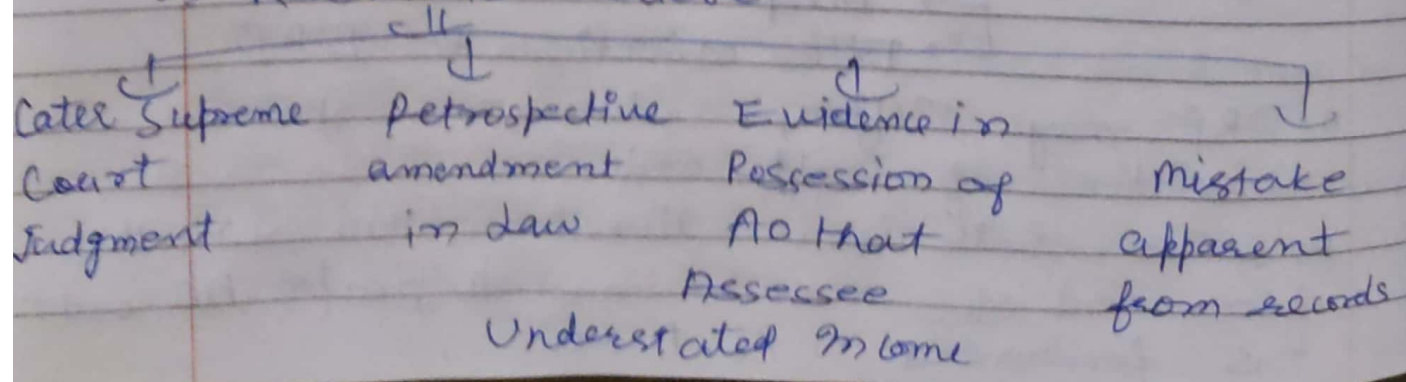 Later Supreme
Court
Judgment
Retrospective
amendment
in Law
Evidence in
Possession of
AO that
Assessee
Understated Income
Mistake
apparent
from records